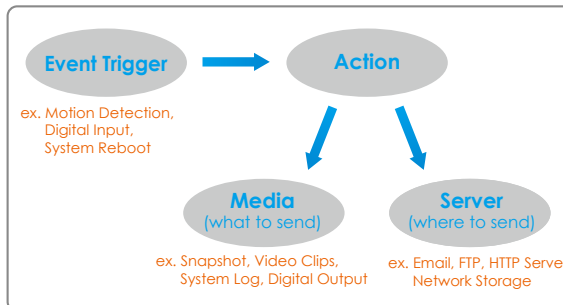 Event Trigger
Action
ex. Motion Detection,
Digital Input,
System Reboot
Media
(what to send)
Server
(where to send)
ex. Snapshot, Video Clips,
System Log, Digital Output
ex. Email, FTP, HTTP Serve
Network Storage